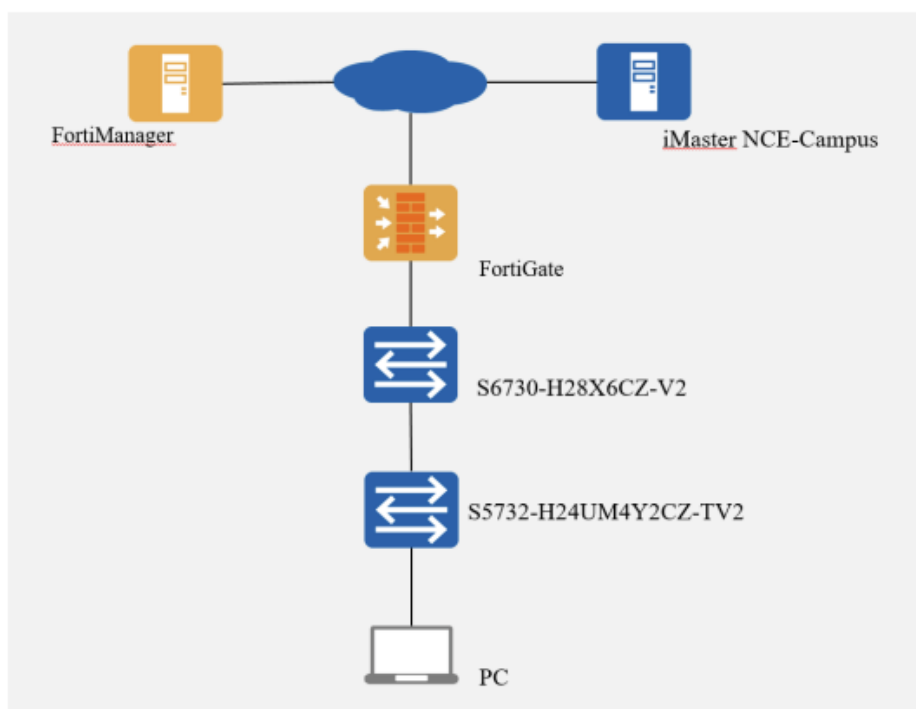 FortiManager
iMaster NCE-Campus
FortiGate
S6730-H28X6CZ-V2
S5732-H24UM4Y2CZ-TV2
PC